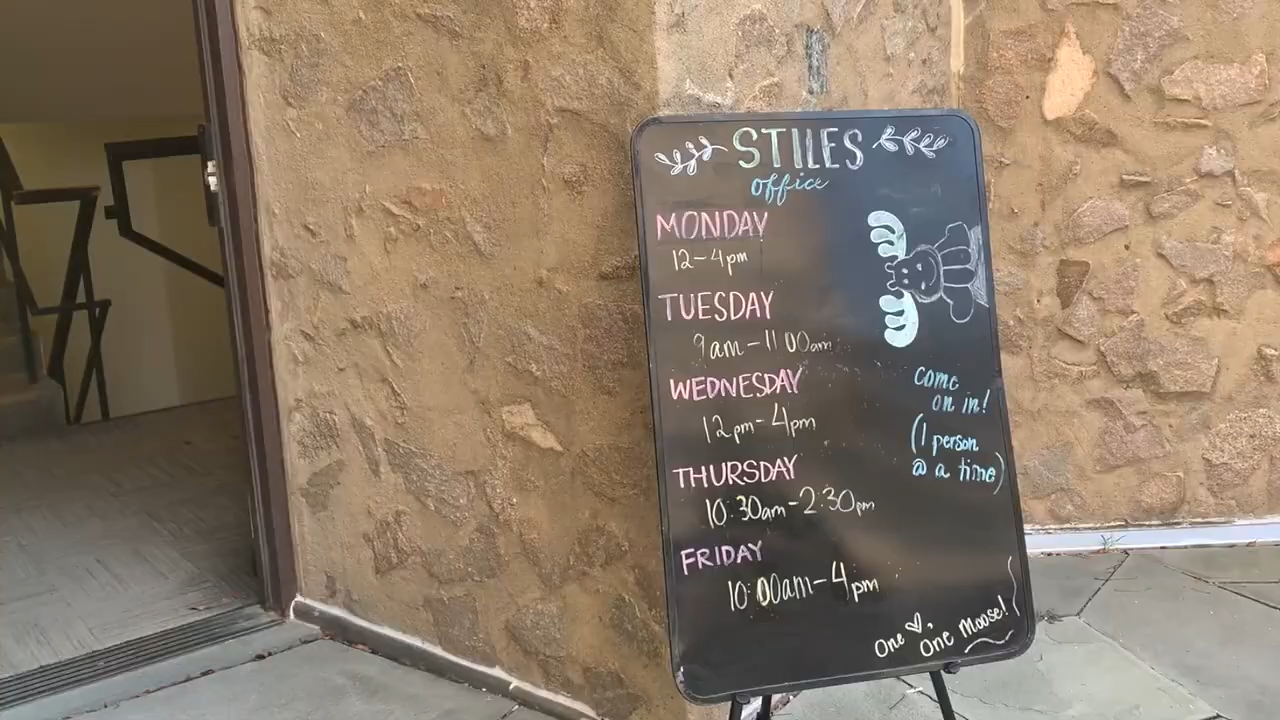 STILES
office
MONDAY
12-4pm
TUESDAY
9am-11:00am
WEDNESDAY
12pm-4pm
THURSDAY
10:30am-2:30pm
FRIDAY
10:00am-4pm
come
on in!
(1 person
@ a time)
One ♡,
One Moose!